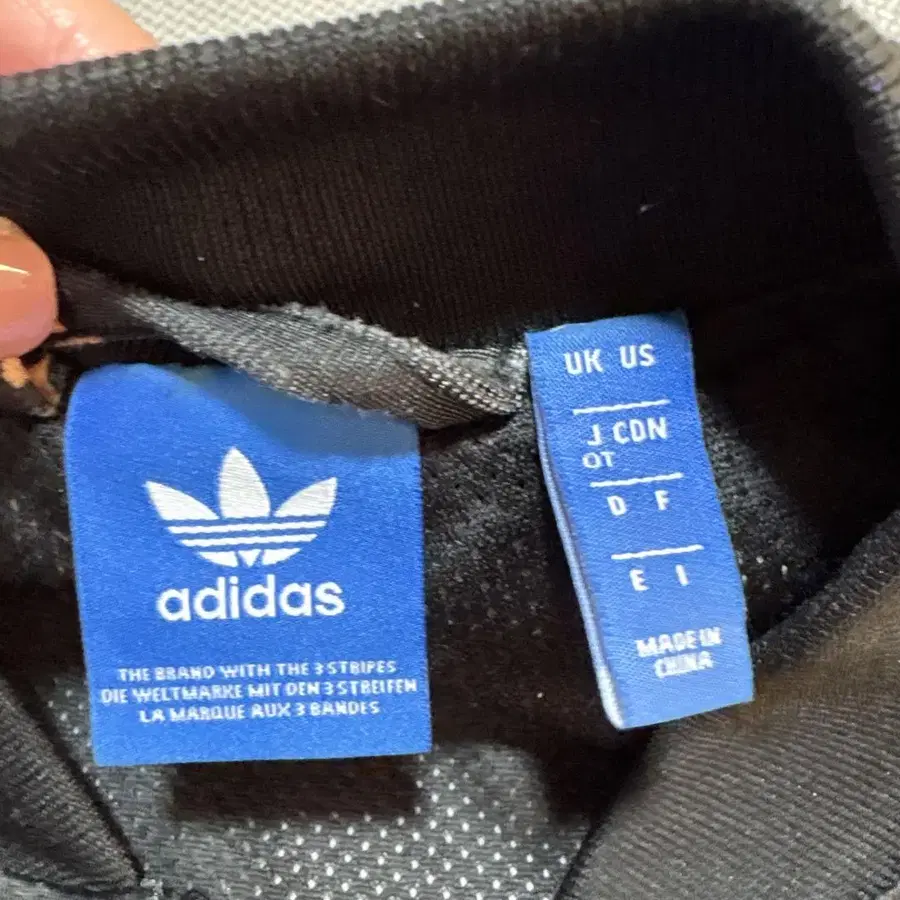 adidas
THE BRAND WITH THE 3 STRIPES
DIE WELTMARKE MIT DEN 3 STREIFEN
LA MARQUE AUX 3 BANDES
UK US
J CDN
OT
D F
E I
MADE IN
CHINA